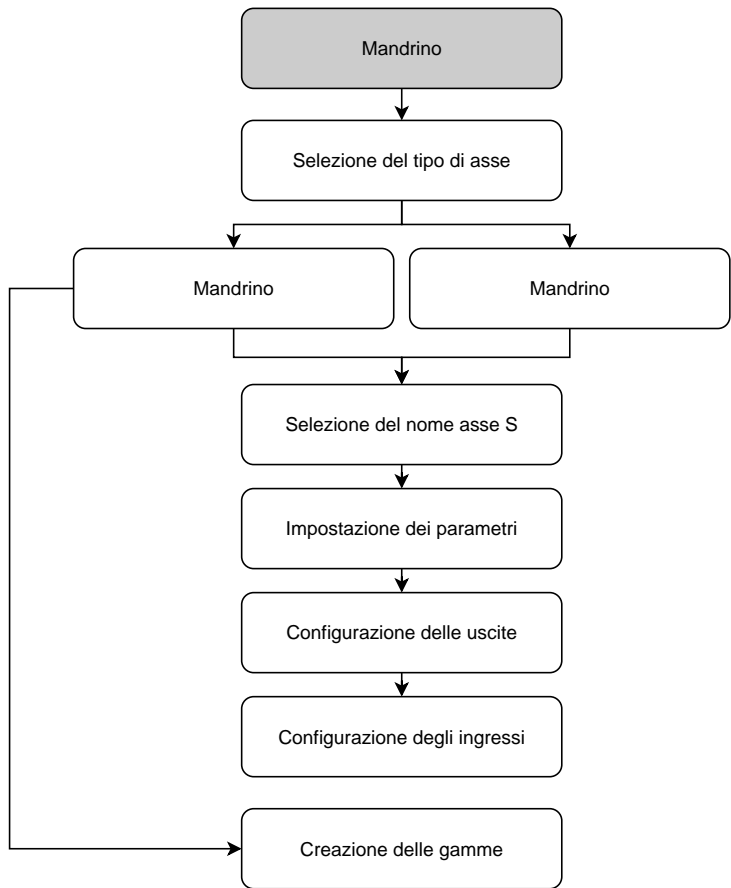 Mandrino
Selezione del tipo di asse
Mandrino
Mandrino
Selezione del nome asse S
Impostazione dei parametri
Configurazione delle uscite
Configurazione degli ingressi
Creazione delle gamme